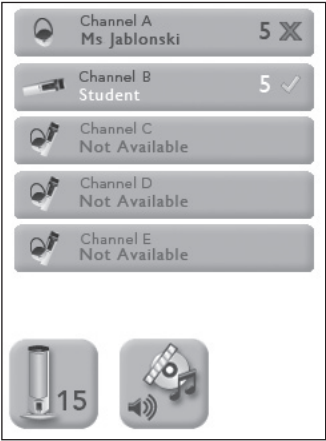 Channel A
Ms Jablonski
5
Channel B
Student
5
Channel C
Not Available
Channel D
Not Available
Channel E
Not Available
15